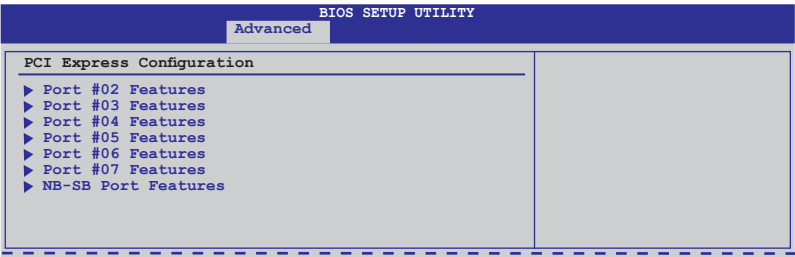 BIOS SETUP UTILITY
Advanced
PCI Express Configuration
Port #02 Features
Port #03 Features
Port #04 Features
Port #05 Features
Port #06 Features
Port #07 Features
NB-SB Port Features